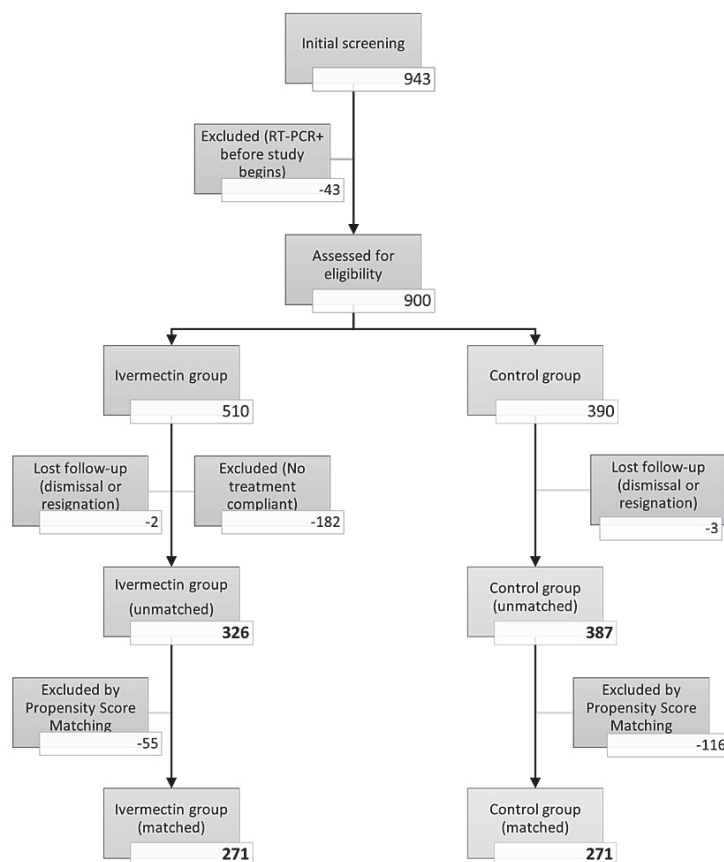 Initial screening
943
Excluded (RT-PCR+
before study
begins)
-43
Assessed for
eligibility
900
Ivermectin group
510
Control group
390
Lost follow-up
(dismissal or
resignation)
-2
Excluded (No
treatment
compliant)
-182
Lost follow-up
(dismissal or
resignation)
-3
Ivermectin group
(unmatched)
326
Control group
(unmatched)
387
Excluded by
Propensity Score
Matching
-55
Excluded by
Propensity Score
Matching
-116
Ivermectin group
(matched)
271
Control group
(matched)
271